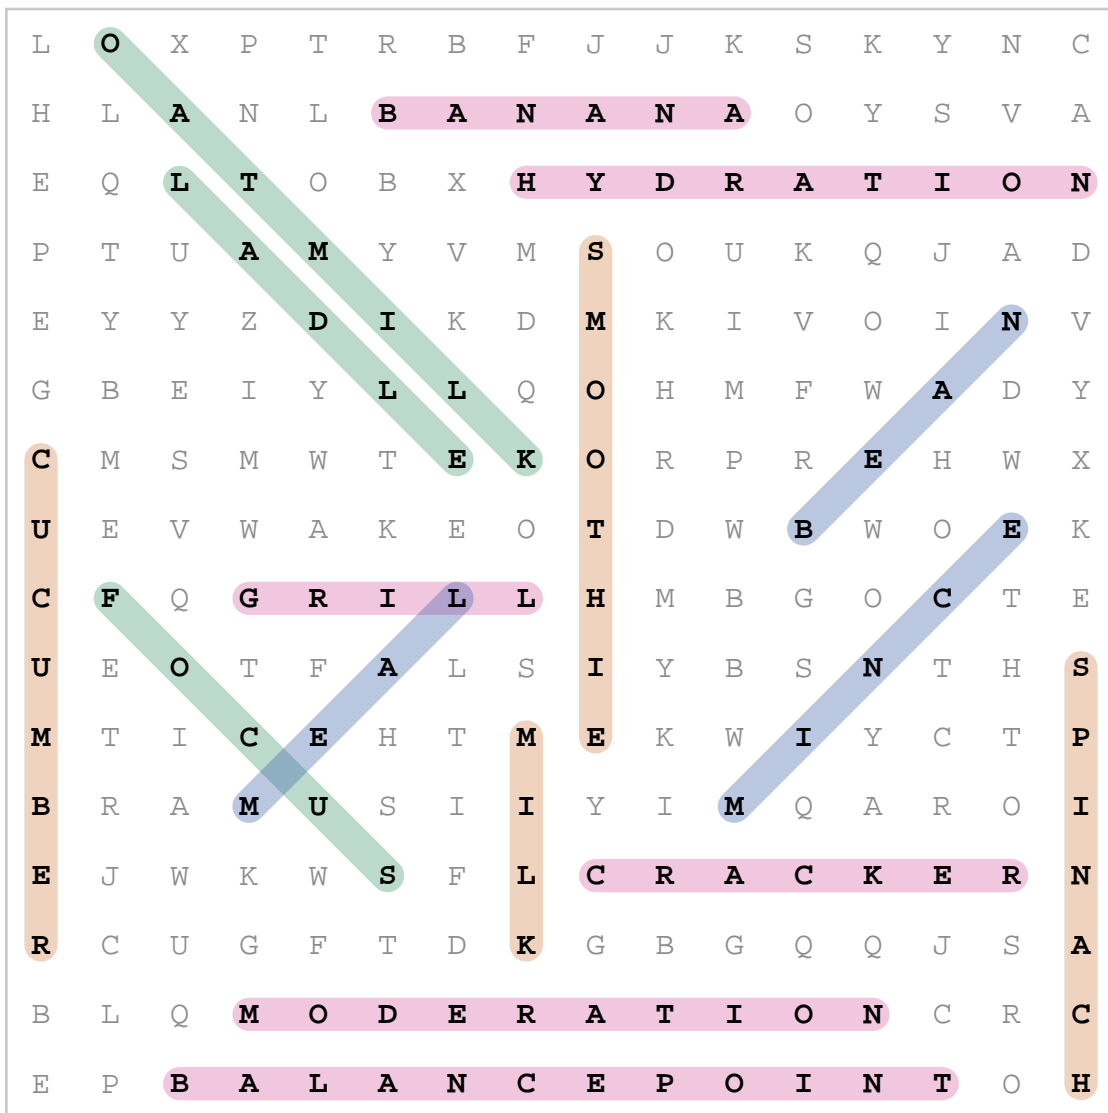 L O X P T R B F J J K S K Y N C
H L A N L B A N A N A O Y S V A
E Q L T O B X H Y D R A T I O N
P T U A M Y V M S O U K Q J A D
E Y Y Z D I K D M K I V O I N V
G B E I Y L L Q O H M F W A D Y
C M S M W T E K O R P R E H W X
U E V W A K E O T D W B W O E K
C F Q G R I L L H M B G O C T E
U E O T F A L S I Y B S N T H S
M T I C E H T M E K W I Y C T P
B R A M U S I I Y I M Q A R O I
E J W K W S F L C R A C K E R N
R C U G F T D K G B G Q Q J S A
B L Q M O D E R A T I O N C R C
E P B A L A N C E P O I N T O H